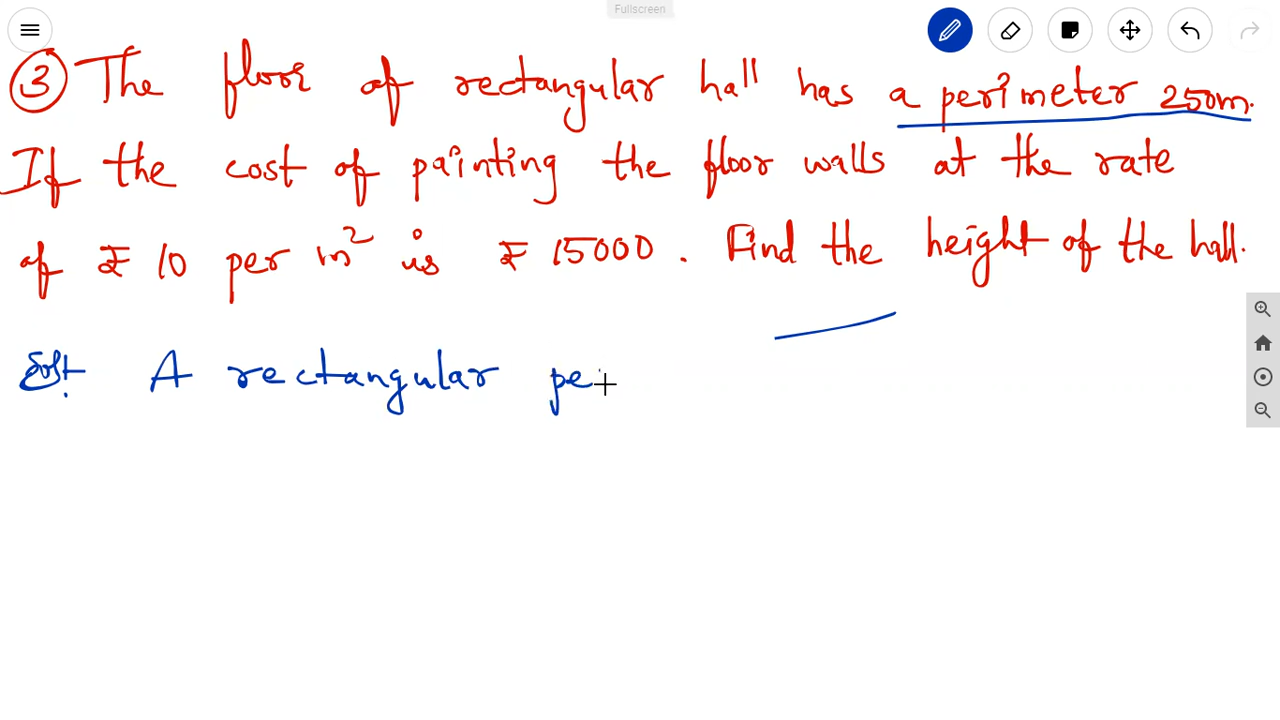 Fullscreen
③ The floor of rectangular hall has a perimeter 250m.
If the cost of painting the floor walls at the rate
of ₹ 10 per m² is ₹ 15000. Find the height of the hall.
Sol. A rectangular pe